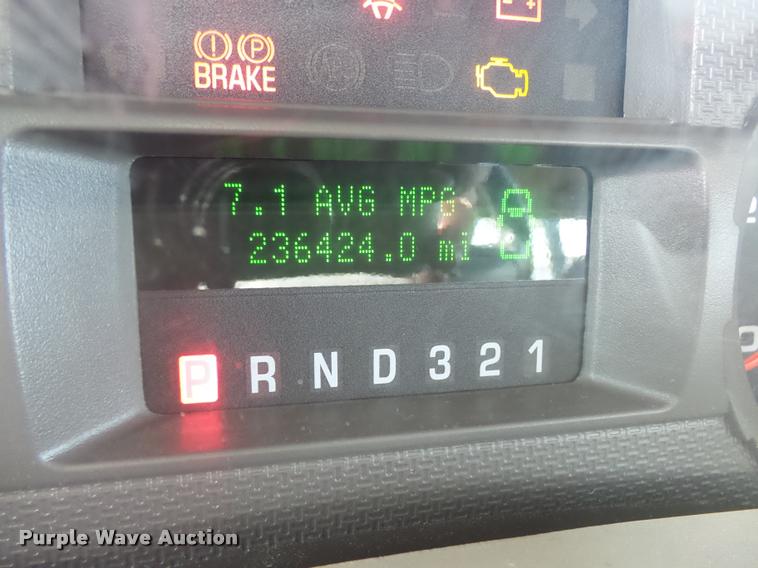 BRAKE
7.1 AVG MPG
236424.0 mi
P R N D 3 2 1
Purple Wave Auction